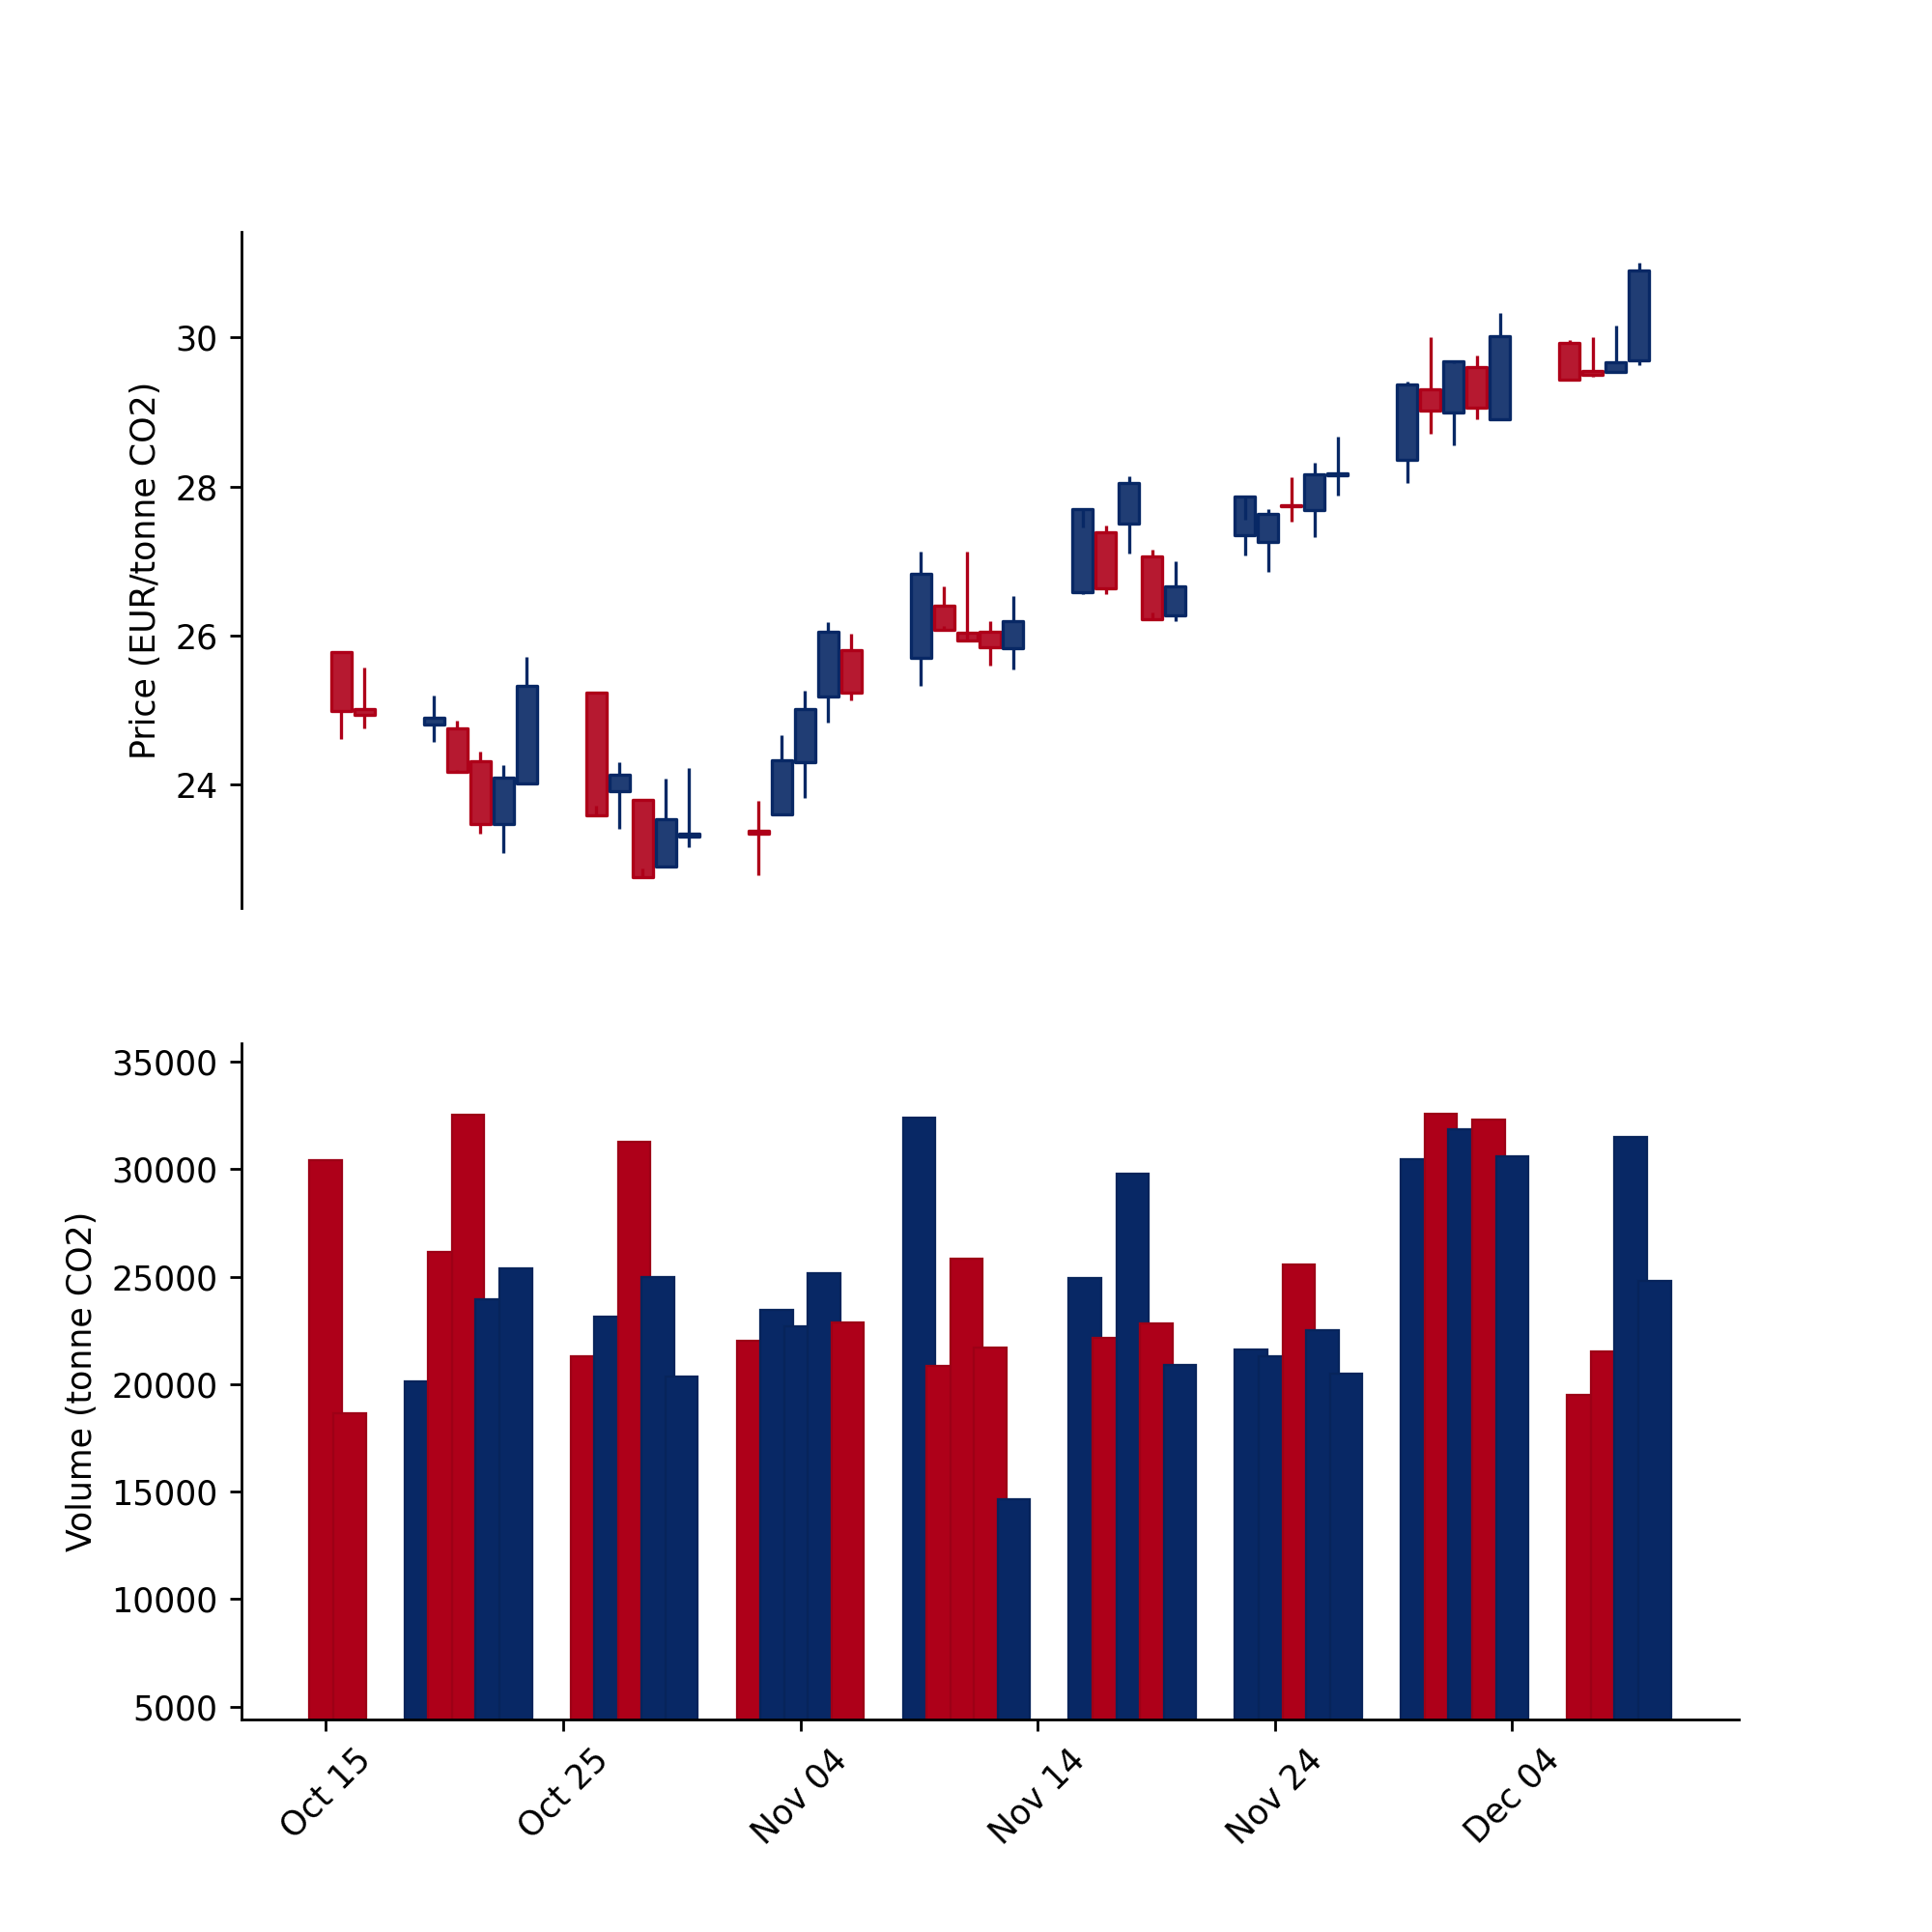 Price (EUR/tonne CO2)
30
28
26
24
Volume (tonne CO2)
35000
30000
25000
20000
15000
10000
5000
Oct 15
Oct 25
Nov 04
Nov 14
Nov 24
Dec 04